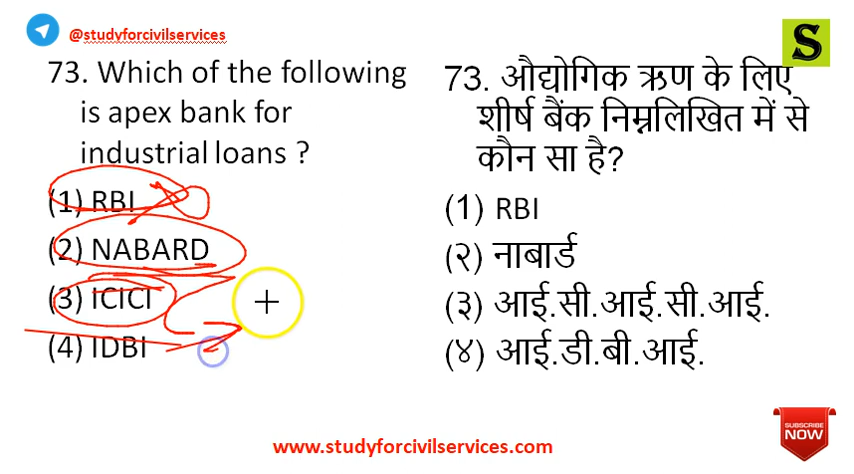 @studyforcivilservices
S
73. Which of the following
is apex bank for
industrial loans ?
(1) RBI
(2) NABARD
(3) ICICI
(4) IDBI
73. औद्योगिक ऋण के लिए
शीर्ष बैंक निम्नलिखित में से
कौन सा है?
(1) RBI
(२) नाबार्ड
(३) आई.सी.आई.सी.आई.
(४) आई.डी.बी.आई.
SUBSCRIBE
NOW
www.studyforcivilservices.com